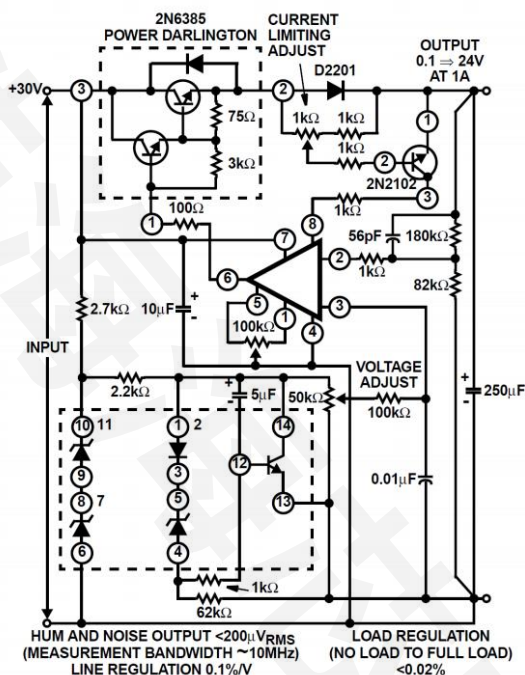 2N6385
POWER DARLINGTON
CURRENT
LIMITING
ADJUST
OUTPUT
0.1 ⇒ 24V
AT 1A
+30V
3
2
D2201
75Ω
1kΩ
1kΩ
1
3kΩ
1kΩ
2
2N2102
1
100Ω
8
1kΩ
3
7
56pF
180kΩ
6
2
1kΩ
2.7kΩ
10μF
+
-
5
1
3
82kΩ
100kΩ
4
INPUT
VOLTAGE
ADJUST
2.2kΩ
+
-
5μF
50kΩ
100kΩ
+
-
250μF
10
11
1
2
14
9
3
12
8
7
5
13
0.01μF
6
4
1kΩ
62kΩ
HUM AND NOISE OUTPUT <200μVRMS
(MEASUREMENT BANDWIDTH ~10MHz)
LINE REGULATION 0.1%/V
LOAD REGULATION
(NO LOAD TO FULL LOAD)
<0.02%